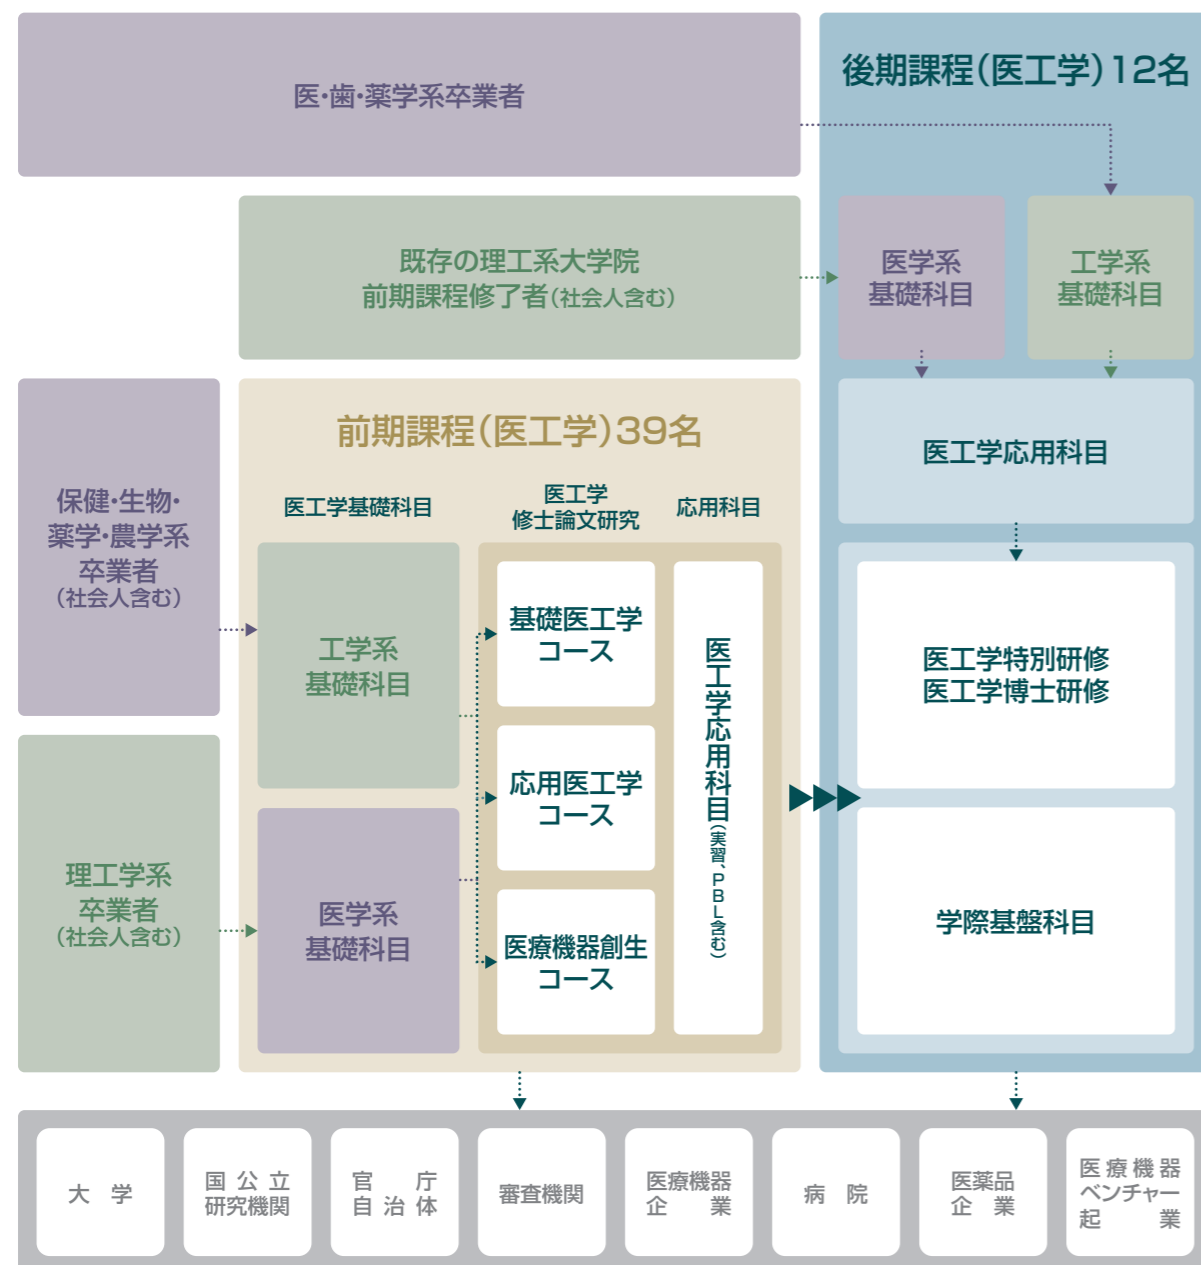 医・歯・薬学系卒業者
後期課程(医工学)12名
既存の理工系大学院
前期課程修了者(社会人含む)
医学系
基礎科目
工学系
基礎科目
保健・生物・
薬学・農学系
卒業者
(社会人含む)
前期課程(医工学)39名
医工学基礎科目
医工学
修士論文研究
応用科目
工学系
基礎科目
基礎医工学
コース
応用医工学
コース
医療機器創生
コース
医工学応用科目(実習、PBL含む)
理工学系
卒業者
(社会人含む)
医学系
基礎科目
医工学応用科目
医工学特別研修
医工学博士研修
学際基盤科目
大 学
国公立
研究機関
官 庁
自治体
審査機関
医療機器
企 業
病 院
医薬品
企 業
医療機器
ベンチャー
起 業